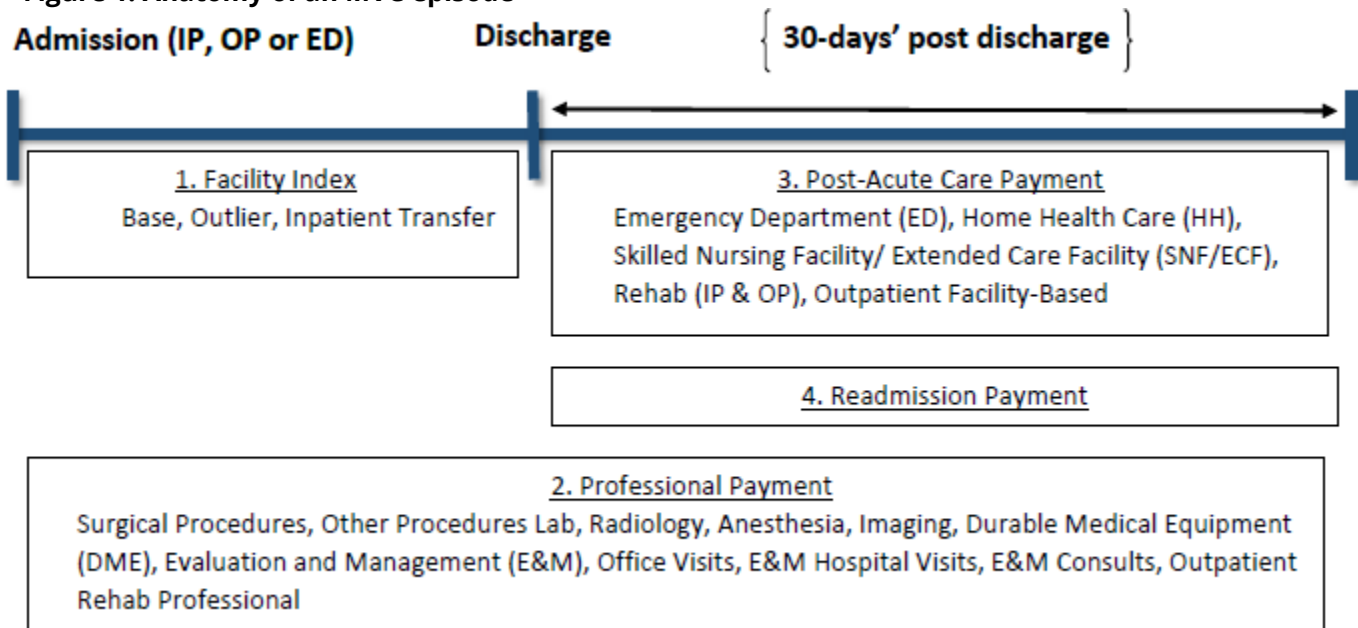 Admission (IP, OP or ED)
Discharge
{ 30-days’ post discharge }
1. Facility Index
Base, Outlier, Inpatient Transfer
3. Post-Acute Care Payment
Emergency Department (ED), Home Health Care (HH),
Skilled Nursing Facility/ Extended Care Facility (SNF/ECF),
Rehab (IP & OP), Outpatient Facility-Based
4. Readmission Payment
2. Professional Payment
Surgical Procedures, Other Procedures Lab, Radiology, Anesthesia, Imaging, Durable Medical Equipment
(DME), Evaluation and Management (E&M), Office Visits, E&M Hospital Visits, E&M Consults, Outpatient
Rehab Professional